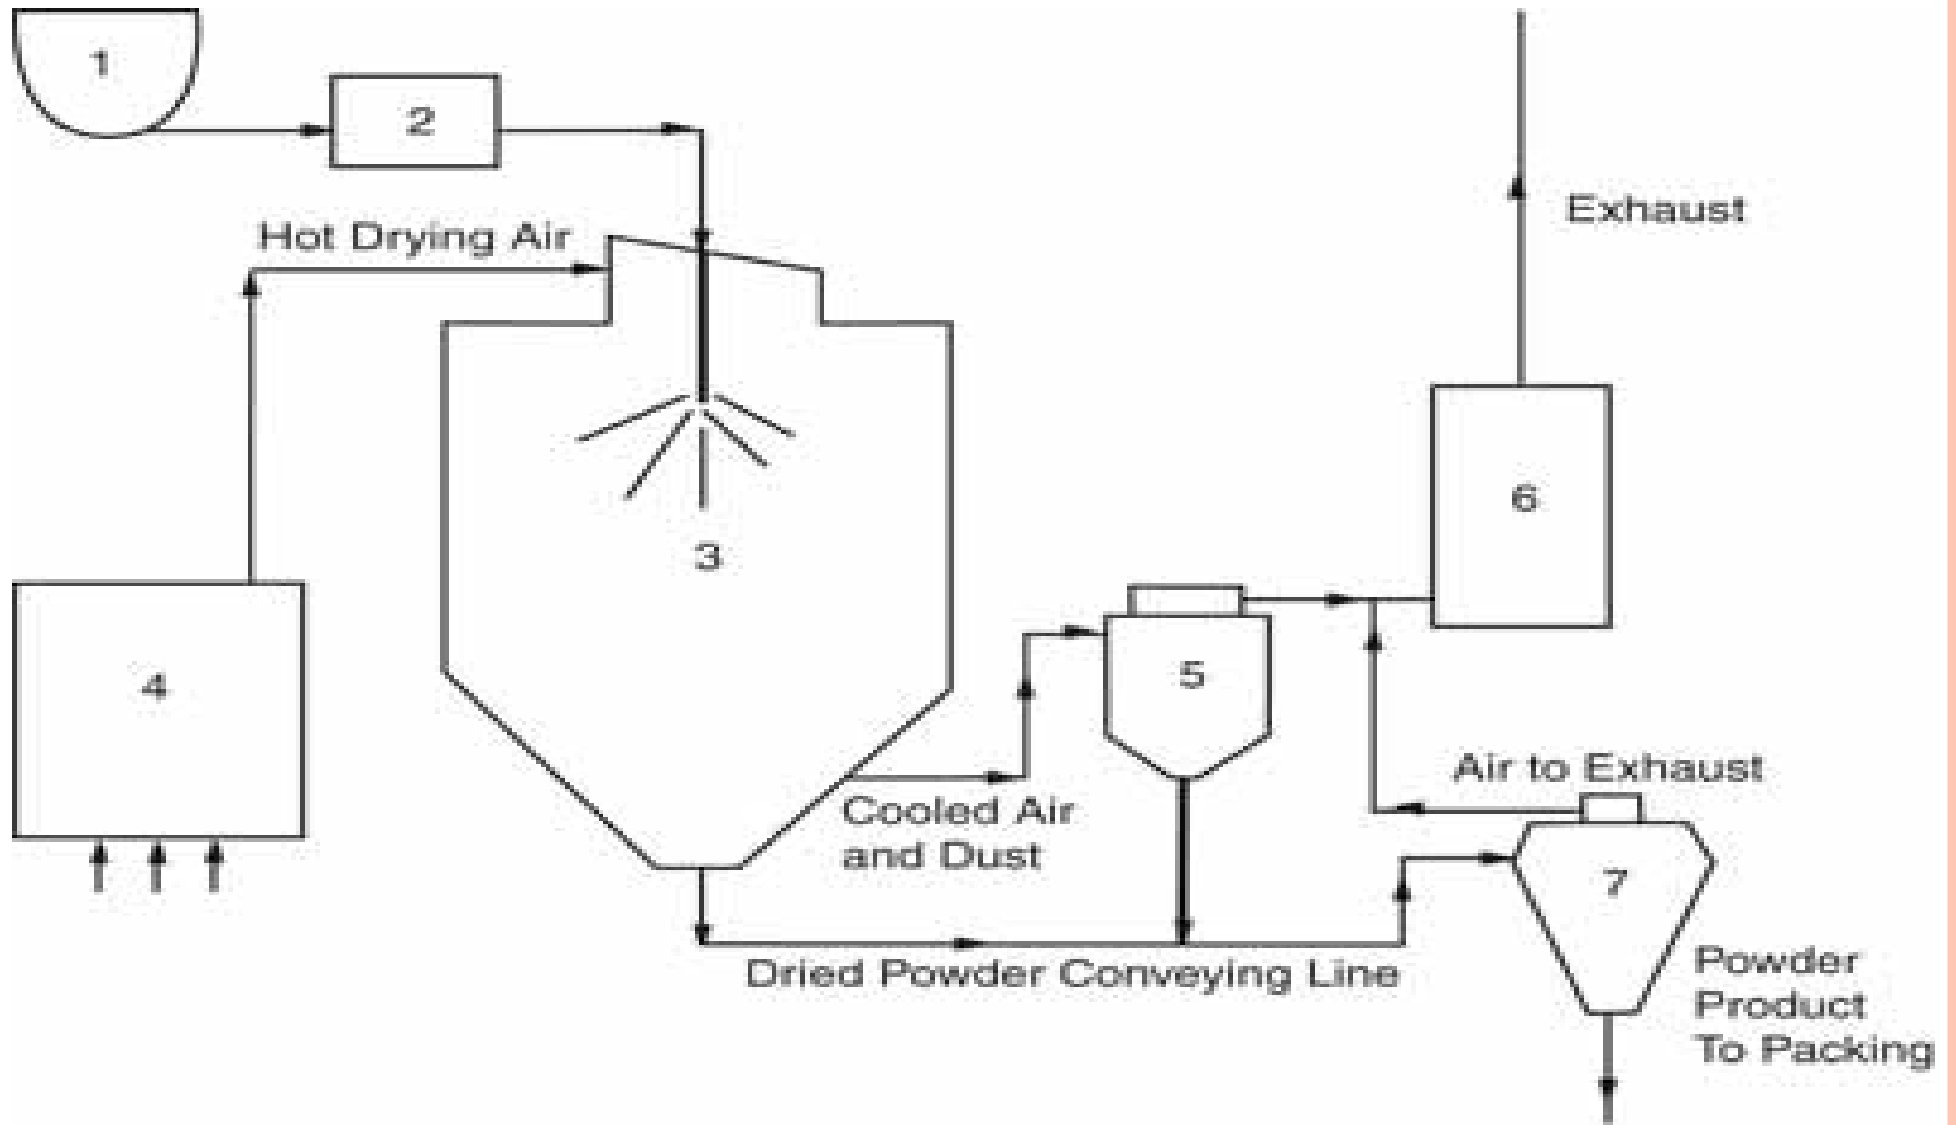 1
2
Exhaust
Hot Drying Air
6
3
5
4
Air to Exhaust
Cooled Air
and Dust
7
Dried Powder Conveying Line
Powder
Product
To Packing